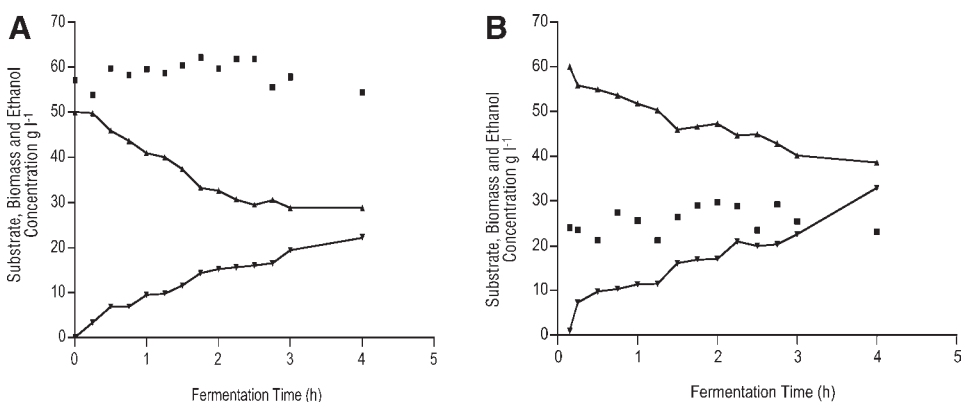 A
Substrate, Biomass and Ethanol
Concentration g l-1
70
60
50
40
30
20
10
0
0 1 2 3 4 5
Fermentation Time (h)
B
Substrate, Biomass and Ethanol
Concentration g l-1
70
60
50
40
30
20
10
0
0 1 2 3 4 5
Fermentation Time (h)